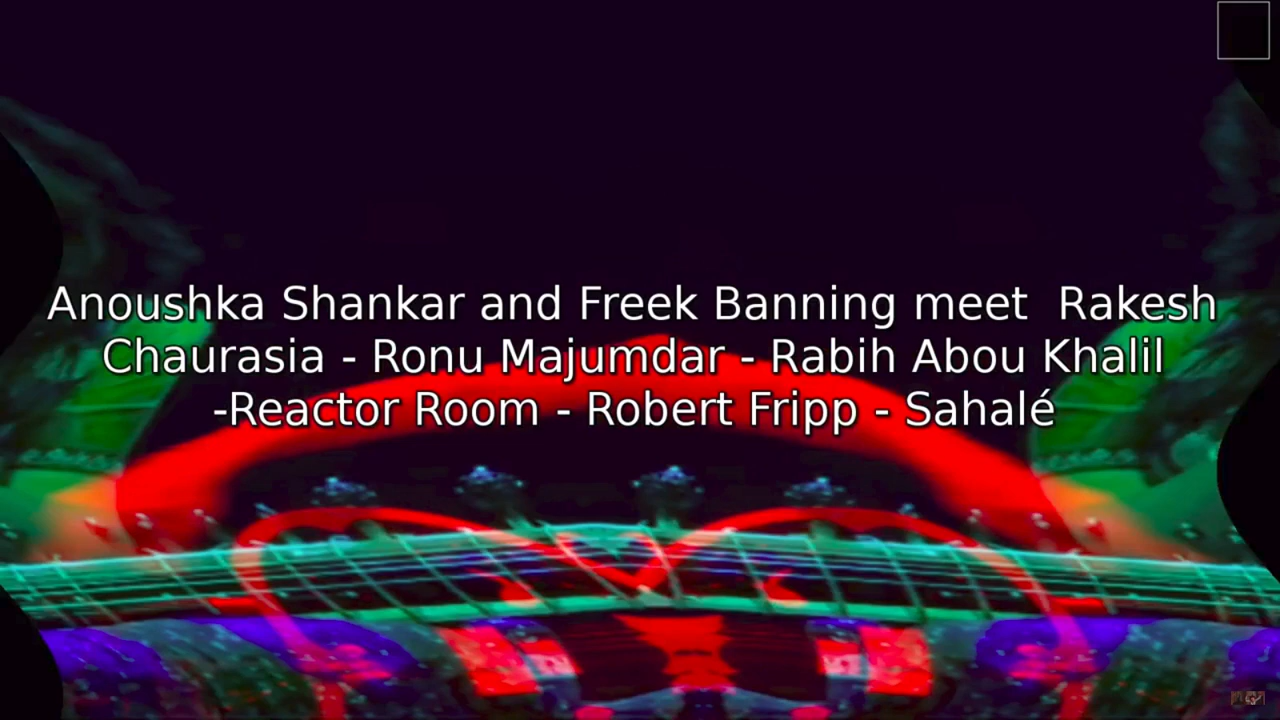 Anoushka Shankar and Freek Banning meet  Rakesh
Chaurasia - Ronu Majumdar - Rabih Abou Khalil
-Reactor Room - Robert Fripp - Sahalé